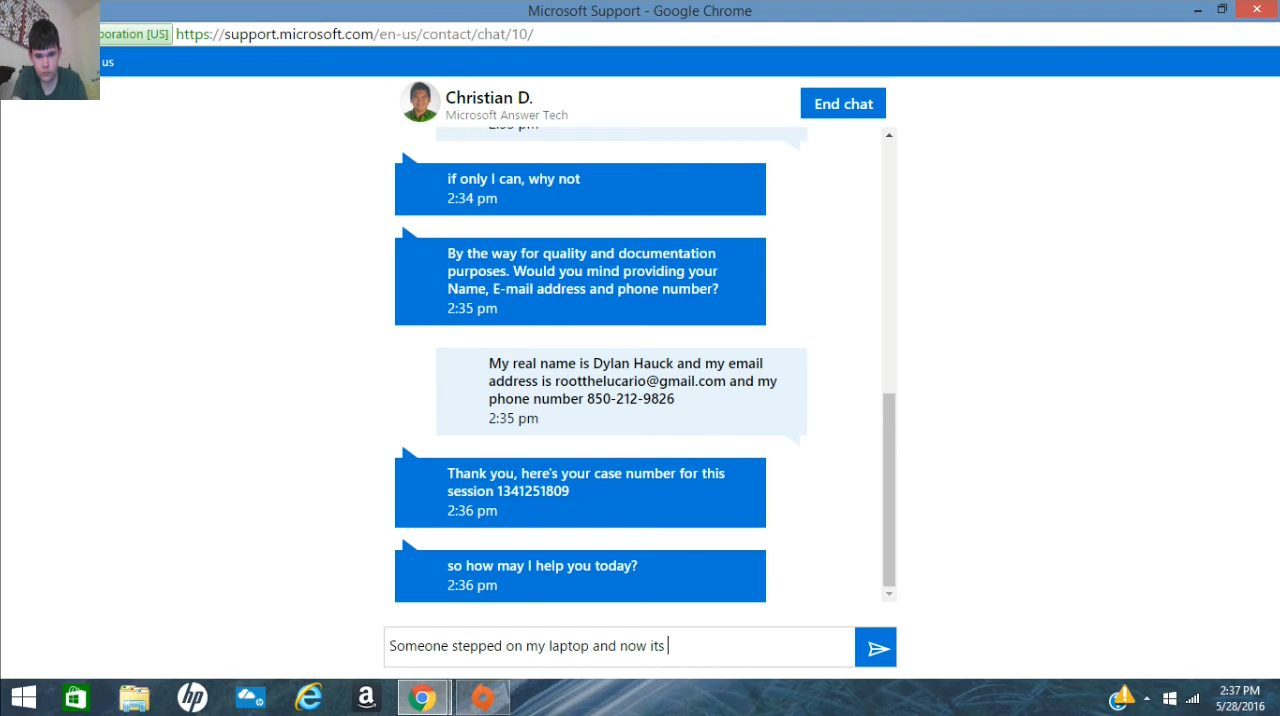 Microsoft Support - Google Chrome
poration [US] https://support.microsoft.com/en-us/contact/chat/10/
us
Christian D.
Microsoft Answer Tech
End chat
if only I can, why not
2:34 pm
By the way for quality and documentation
purposes. Would you mind providing your
Name, E-mail address and phone number?
2:35 pm
My real name is Dylan Hauck and my email
address is rootthelucario@gmail.com and my
phone number 850-212-9826
2:35 pm
Thank you, here's your case number for this
session 1341251809
2:36 pm
so how may I help you today?
2:36 pm
Someone stepped on my laptop and now its
2:37 PM
5/28/2016